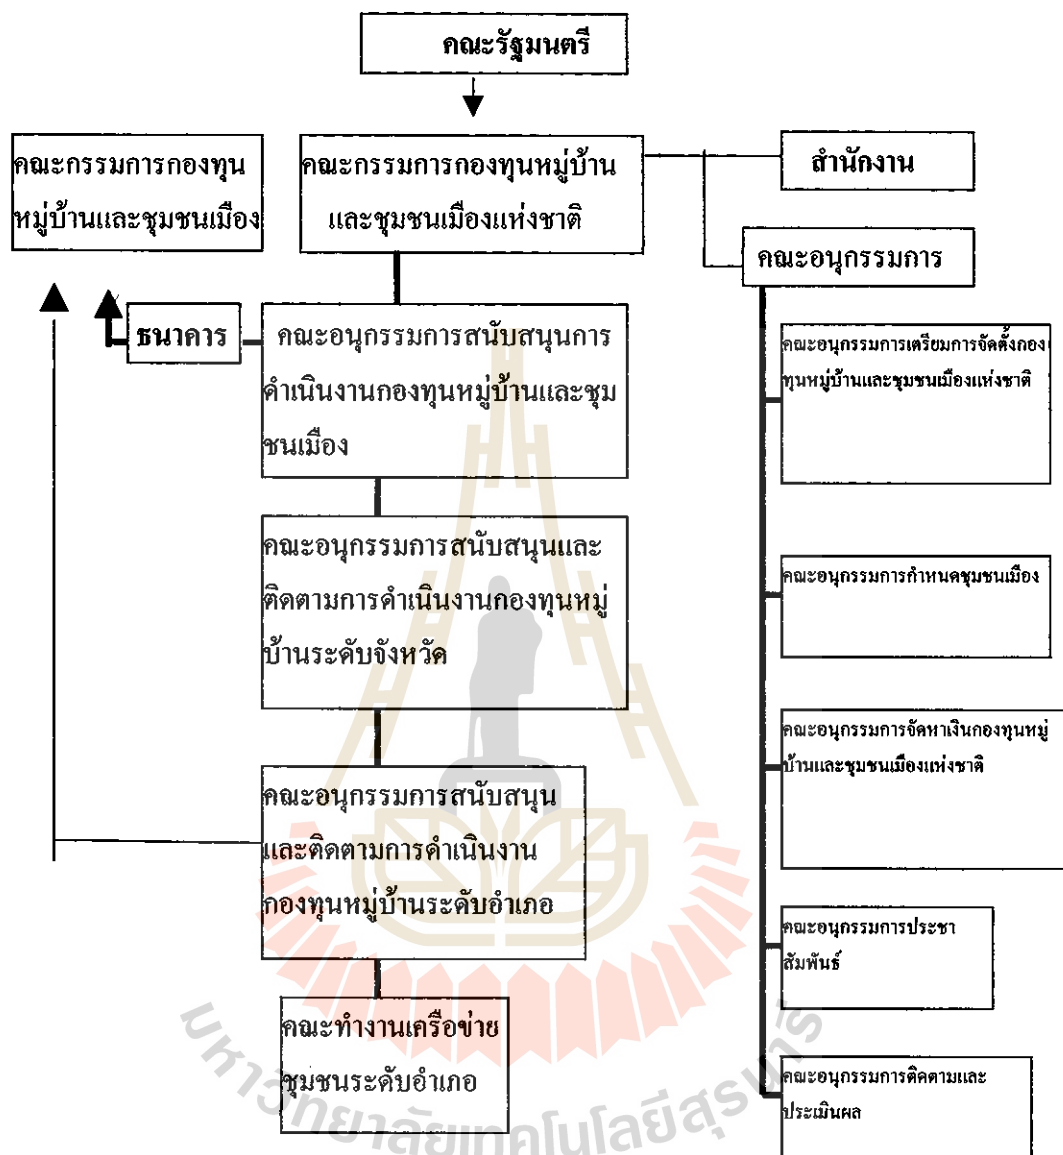 คณะรัฐมนตรี
คณะกรรมการกองทุน
หมู่บ้านและชุมชนเมือง
คณะกรรมการกองทุนหมู่บ้าน
และชุมชนเมืองแห่งชาติ
สำนักงาน
คณะอนุกรรมการ
ธนาคาร
คณะอนุกรรมการสนับสนุนการ
ดำเนินงานกองทุนหมู่บ้านและชุม
ชนเมือง
คณะอนุกรรมการสนับสนุนและ
ติดตามการดำเนินงานกองทุนหมู่
บ้านระดับจังหวัด
คณะอนุกรรมการสนับสนุน
และติดตามการดำเนินงาน
กองทุนหมู่บ้านระดับอำเภอ
คณะทำงานเครือข่าย
ชุมชนระดับอำเภอ
คณะอนุกรรมการเตรียมการจัดตั้งกอง
ทุนหมู่บ้านและชุมชนเมืองแห่งชาติ
คณะอนุกรรมการกำหนดชุมชนเมือง
คณะอนุกรรมการจัดหาเงินกองทุนหมู่
บ้านและชุมชนเมืองแห่งชาติ
คณะอนุกรรมการประชา
สัมพันธ์
คณะอนุกรรมการติดตามและ
ประเมินผล
มหาวิทยาลัยเทคโนโลยีสุรนารี